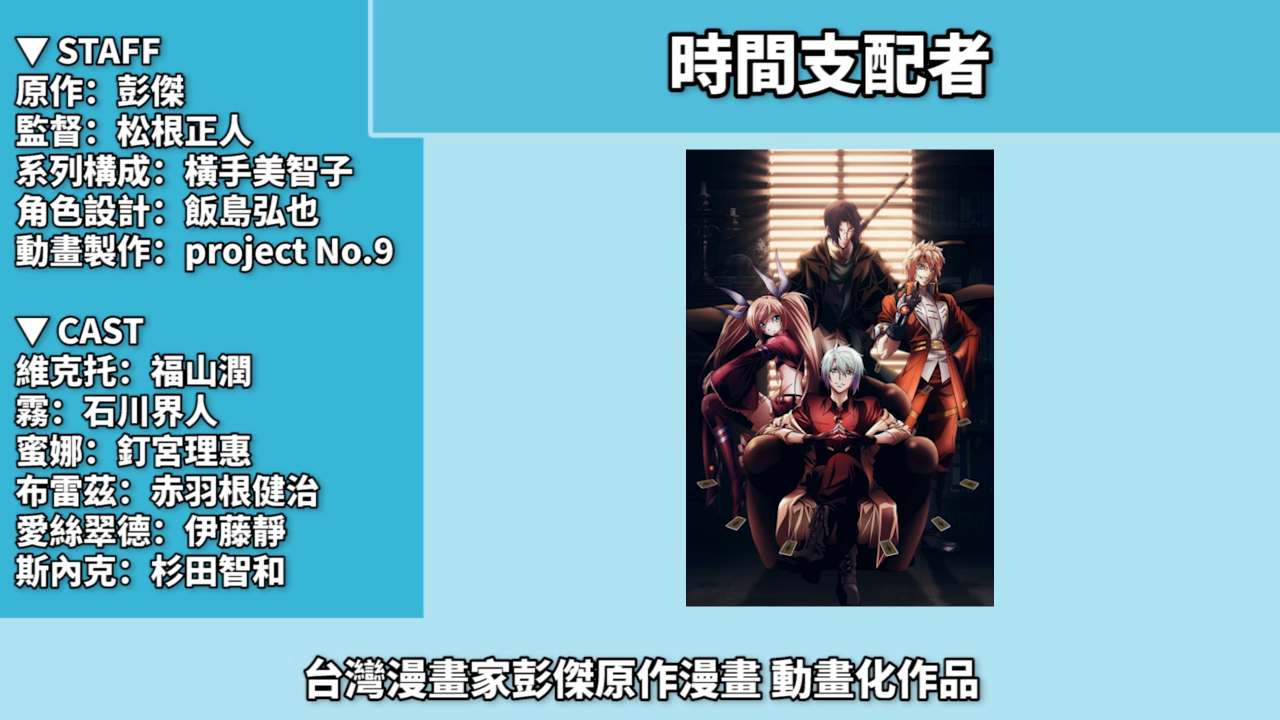 ▼ STAFF
原作：彭傑
監督：松根正人
系列構成：橫手美智子
角色設計：飯島弘也
動畫製作：project No.9
▼ CAST
維克托：福山潤
霧：石川界人
蜜娜：釘宮理惠
布雷茲：赤羽根健治
愛絲翠德：伊藤靜
斯內克：杉田智和
時間支配者
台灣漫畫家彭傑原作漫畫 動畫化作品